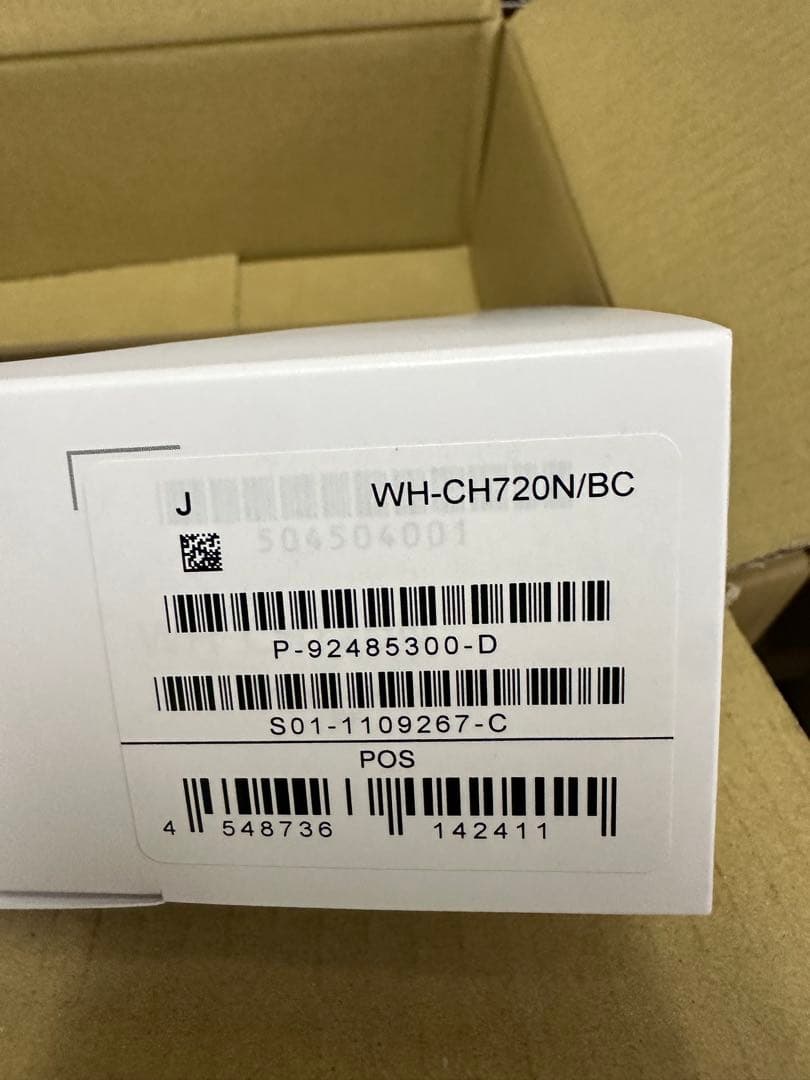 J WH-CH720N/BC
504504001
P-92485300-D
S01-1109267-C
POS
4 548736 142411